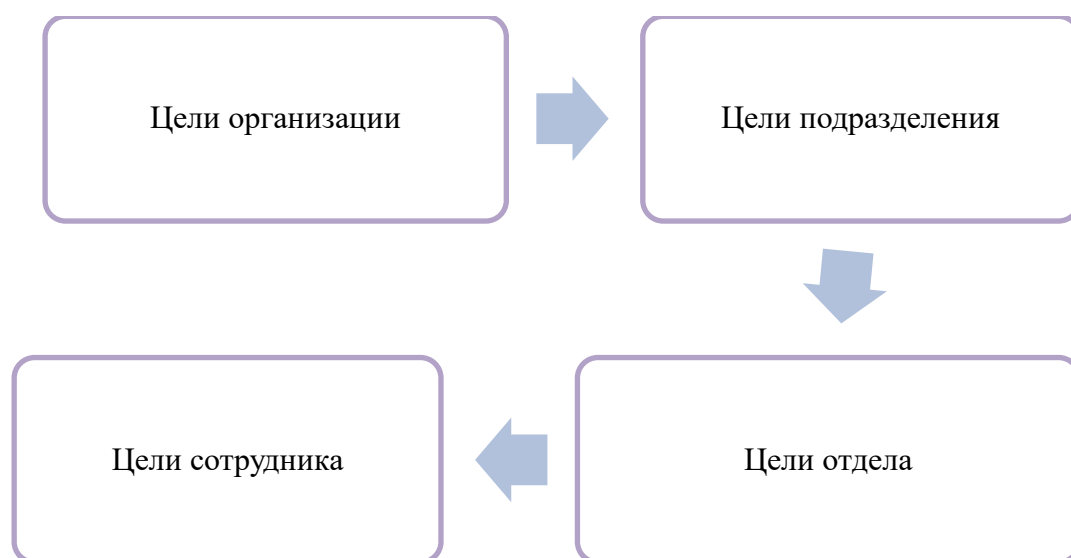 Цели организации
Цели подразделения
Цели сотрудника
Цели отдела